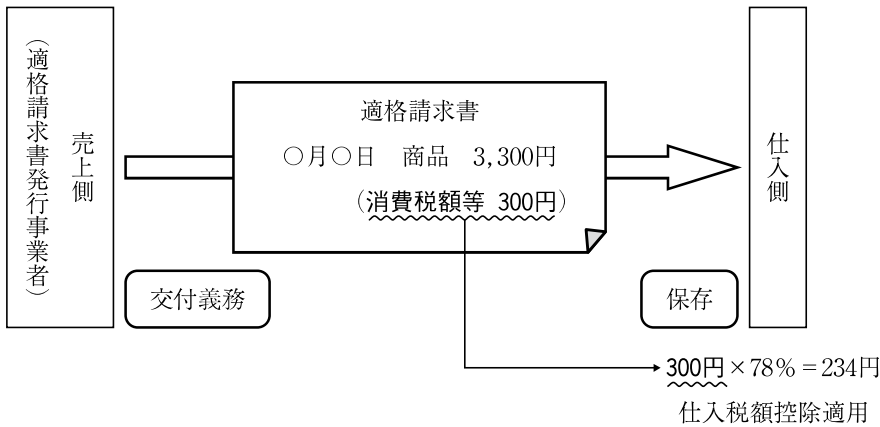 売上側
（適格請求書発行事業者）
適格請求書
○月○日　商品　3,300円
（消費税額等　300円）
仕入側
交付義務
保存
300円×78％＝234円
仕入税額控除適用